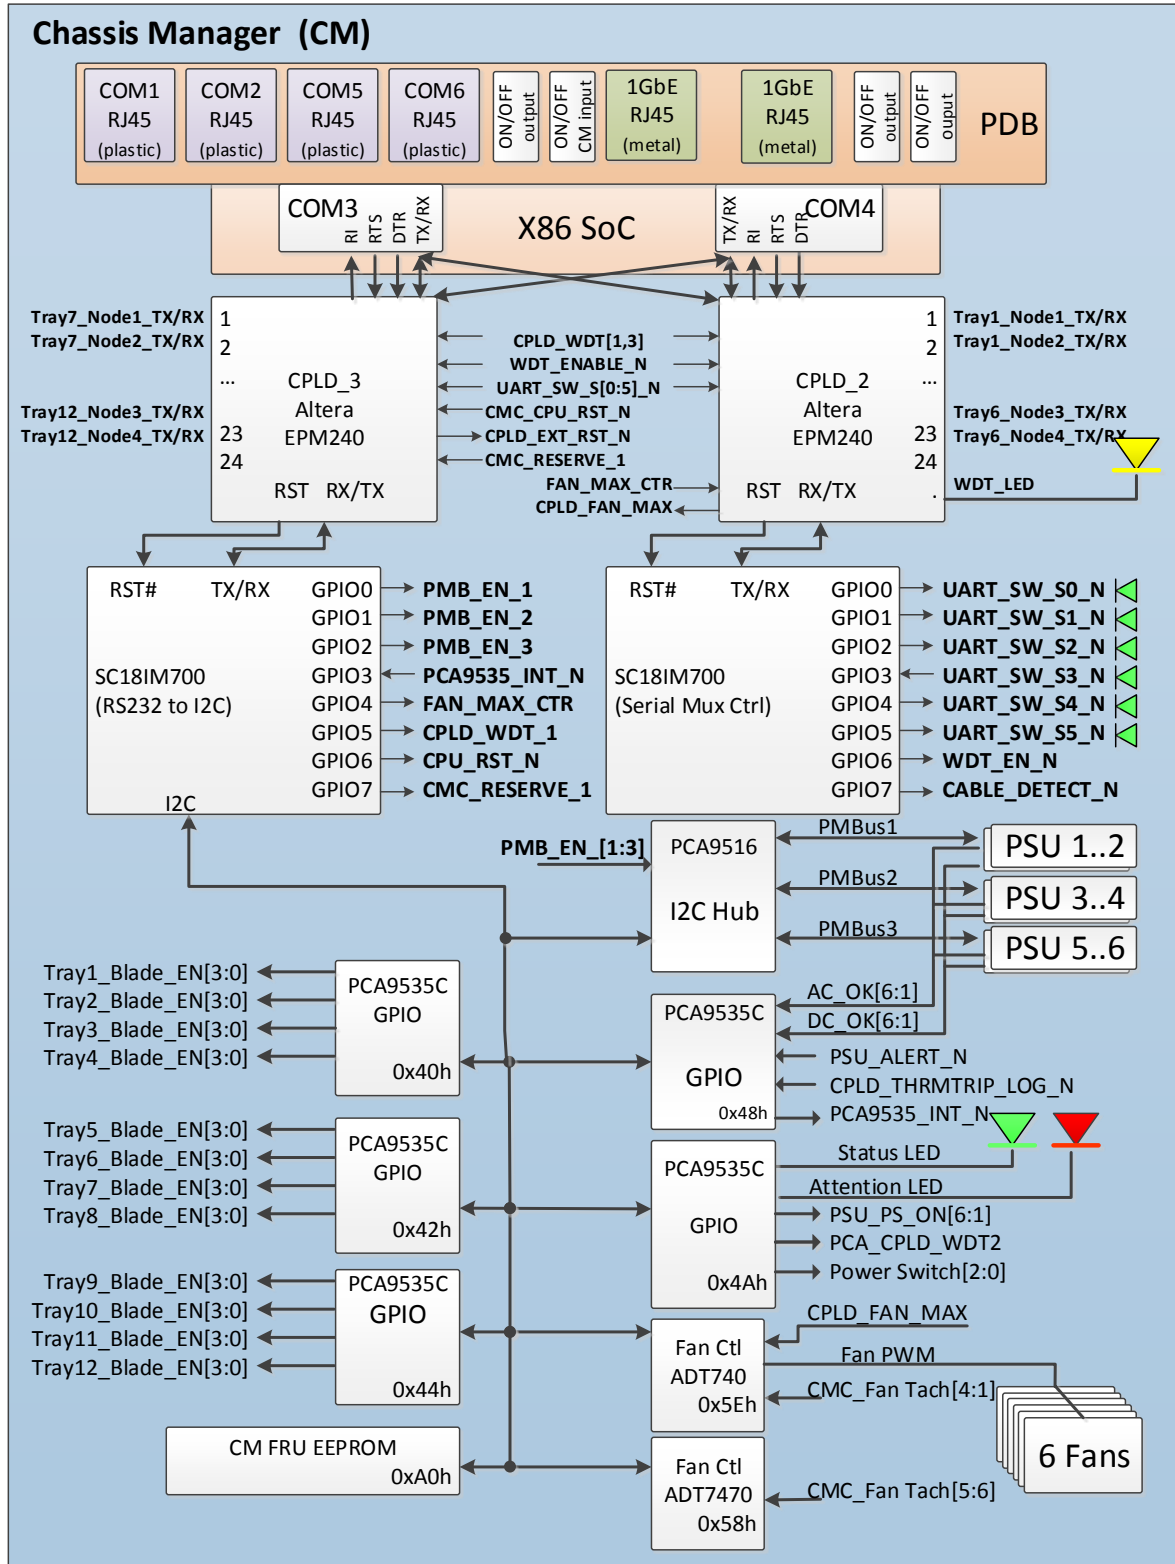 Chassis Manager  (CM)
COM1
RJ45
(plastic)
COM2
RJ45
(plastic)
COM5
RJ45
(plastic)
COM6
RJ45
(plastic)
ON/OFF
output
ON/OFF
CM input
1GbE
RJ45
(metal)
1GbE
RJ45
(metal)
ON/OFF
output
ON/OFF
ouput
PDB
COM3
RI
RTS
DTR
TX/RX
X86 SoC
TX/RX
RI
RTS
DTR
COM4
Tray7_Node1_TX/RX
Tray7_Node2_TX/RX
Tray12_Node3_TX/RX
Tray12_Node4_TX/RX
1
2
...
23
24
CPLD_3
Altera
EPM240
RST
RX/TX
CPLD_WDT[1,3]
WDT_ENABLE_N
UART_SW_S[0:5]_N
CMC_CPU_RST_N
CPLD_EXT_RST_N
CMC_RESERVE_1
FAN_MAX_CTR
CPLD_FAN_MAX
CPLD_2
Altera
EPM240
RST
RX/TX
1
2
...
23
24
.
Tray1_Node1_TX/RX
Tray1_Node2_TX/RX
Tray6_Node3_TX/RX
Tray6_Node4_TX/RX
WDT_LED
RST#
TX/RX
SC18IM700
(RS232 to I2C)
I2C
GPIO0
GPIO1
GPIO2
GPIO3
GPIO4
GPIO5
GPIO6
GPIO7
PMB_EN_1
PMB_EN_2
PMB_EN_3
PCA9535_INT_N
FAN_MAX_CTR
CPLD_WDT_1
CPU_RST_N
CMC_RESERVE_1
RST#
TX/RX
SC18IM700
(Serial Mux Ctrl)
GPIO0
GPIO1
GPIO2
GPIO3
GPIO4
GPIO5
GPIO6
GPIO7
UART_SW_S0_N
UART_SW_S1_N
UART_SW_S2_N
UART_SW_S3_N
UART_SW_S4_N
UART_SW_S5_N
WDT_EN_N
CABLE_DETECT_N
PMB_EN_[1:3]
PCA9516
I2C Hub
PMBus1
PMBus2
PMBus3
PSU 1..2
PSU 3..4
PSU 5..6
Tray1_Blade_EN[3:0]
Tray2_Blade_EN[3:0]
Tray3_Blade_EN[3:0]
Tray4_Blade_EN[3:0]
PCA9535C
GPIO
0x40h
PCA9535C
GPIO
0x48h
AC_OK[6:1]
DC_OK[6:1]
PSU_ALERT_N
CPLD_THRMTRIP_LOG_N
PCA9535_INT_N
Tray5_Blade_EN[3:0]
Tray6_Blade_EN[3:0]
Tray7_Blade_EN[3:0]
Tray8_Blade_EN[3:0]
PCA9535C
GPIO
0x42h
PCA9535C
GPIO
0x4Ah
Status LED
Attention LED
PSU_PS_ON[6:1]
PCA_CPLD_WDT2
Power Switch[2:0]
Tray9_Blade_EN[3:0]
Tray10_Blade_EN[3:0]
Tray11_Blade_EN[3:0]
Tray12_Blade_EN[3:0]
PCA9535C
GPIO
0x44h
Fan Ctl
ADT740
0x5Eh
CPLD_FAN_MAX
Fan PWM
CMC_Fan Tach[4:1]
6 Fans
CM FRU EEPROM
0xA0h
Fan Ctl
ADT7470
0x58h
CMC_Fan Tach[5:6]